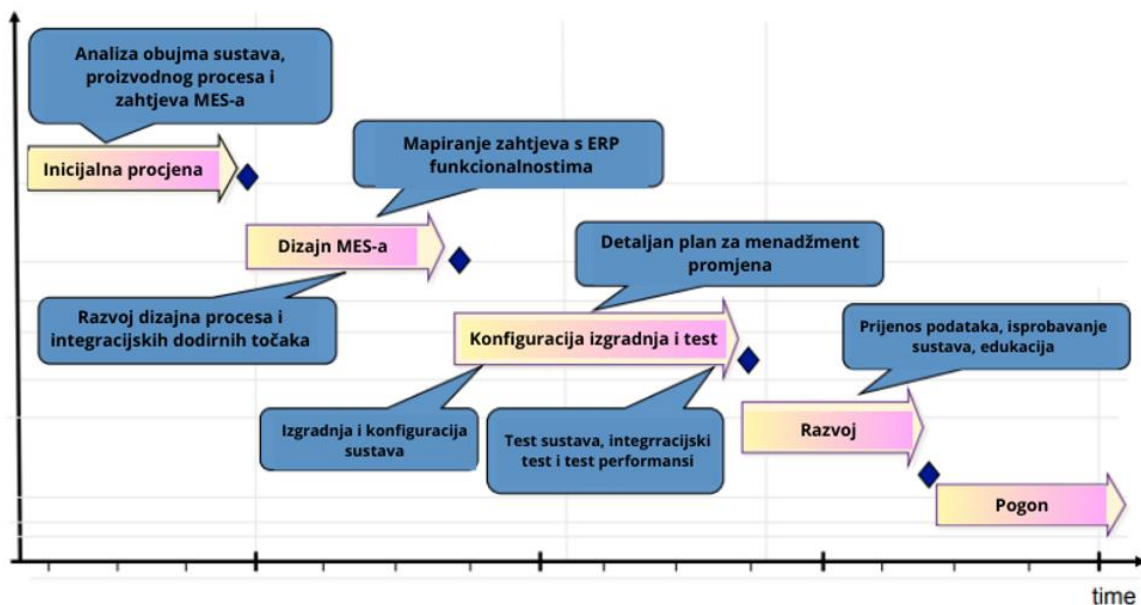 Analiza obujma sustava,
proizvodnog procesa i
zahtjeva MES-a
Inicijalna procjena
Mapiranje zahtjeva s ERP
funkcionalnostima
Dizajn MES-a
Razvoj dizajna procesa i
integracijskih dodirnih točaka
Detaljan plan za menadžment
promjena
Konfiguracija izgradnja i test
Izgradnja i konfiguracija
sustava
Test sustava, integrracijski
test i test performansi
Prijenos podataka, isprobavanje
sustava, edukacija
Razvoj
Pogon
time